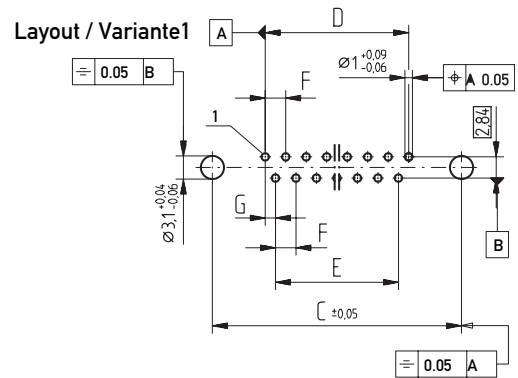 Layout / Variante1
A
D
⌯ 0.05 B
Ø1 +0,09 -0,06
⌖ A 0.05
F
1
2,84
Ø3,1 +0,04 -0,06
G
F
B
E
C ±0,05
⌯ 0.05 A